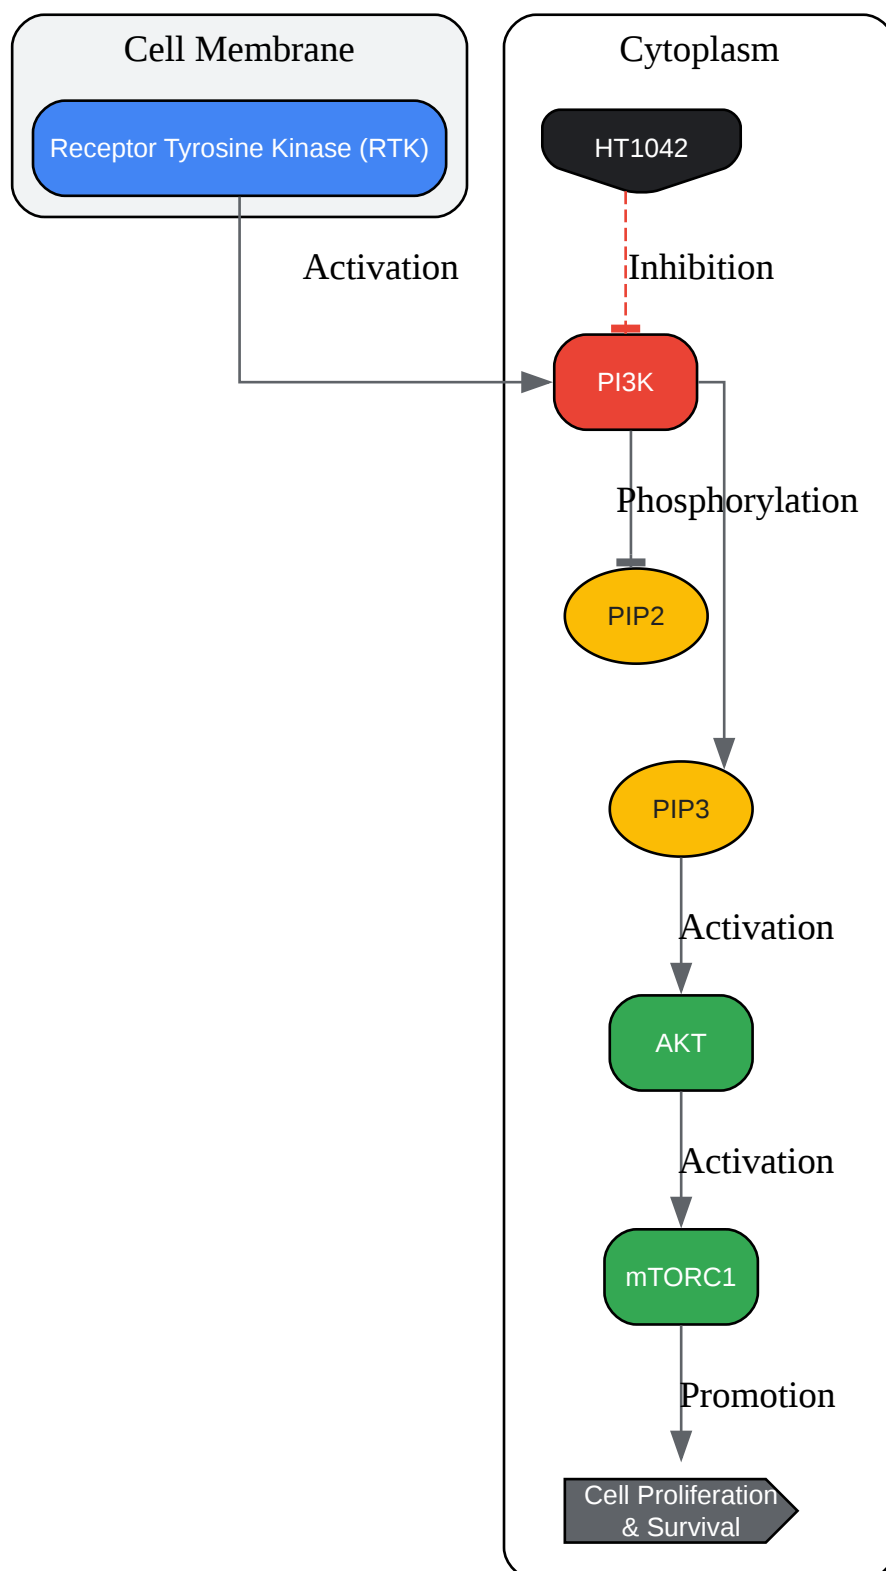 Cell Membrane
Receptor Tyrosine Kinase (RTK)
Cytoplasm
HT1042
Activation
Inhibition
PI3K
Phosphorylation
PIP2
PIP3
Activation
AKT
Activation
mTORC1
Promotion
Cell Proliferation
& Survival